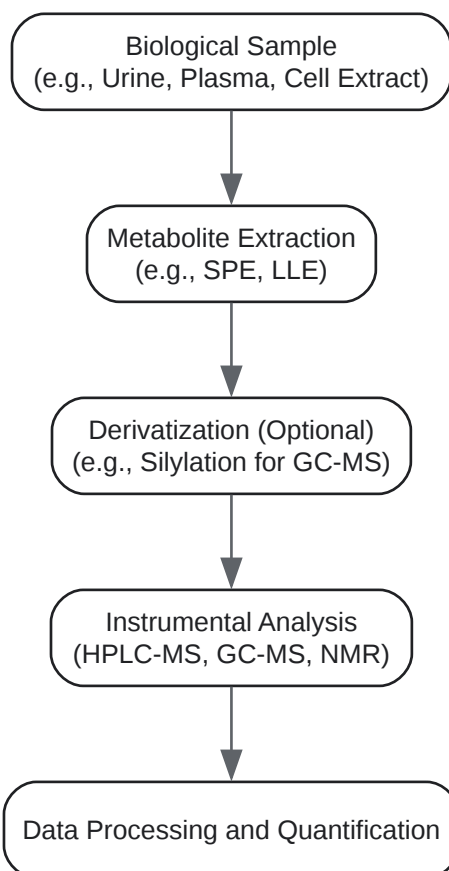 Biological Sample
(e.g., Urine, Plasma, Cell Extract)
Metabolite Extraction
(e.g., SPE, LLE)
Derivatization (Optional)
(e.g., Silylation for GC-MS)
Instrumental Analysis
(HPLC-MS, GC-MS, NMR)
Data Processing and Quantification